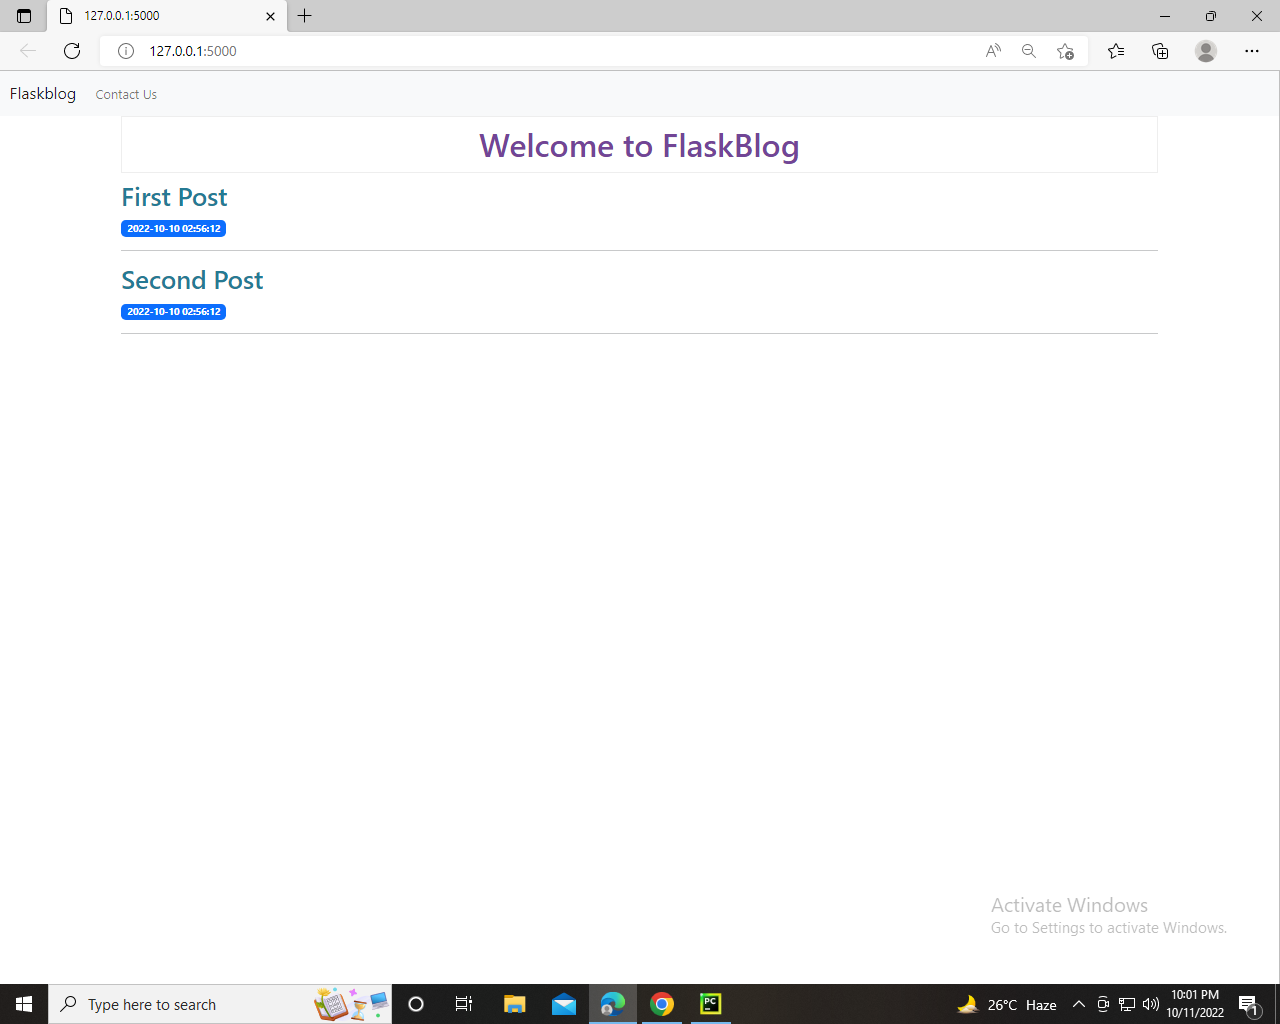 127.0.0.1:5000
127.0.0.1:5000
Flaskblog Contact Us
Welcome to FlaskBlog
First Post
2022-10-10 02:56:12
Second Post
2022-10-10 02:56:12
Activate Windows
Go to Settings to activate Windows.
Type here to search
PC
26°C Haze
10:01 PM
10/11/2022
1